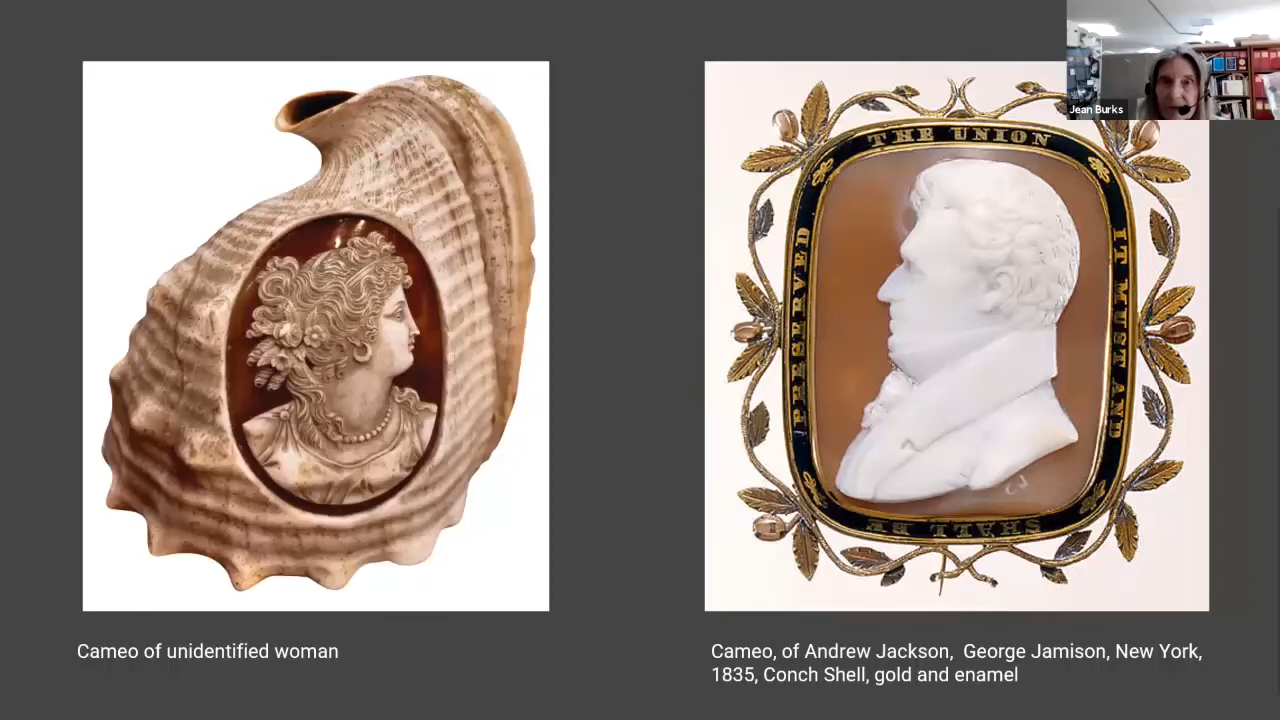 Jean Burks
THE UNION
IT MUST AND
SHALL BE
PRESERVED
CJ
Cameo of unidentified woman
Cameo, of Andrew Jackson,  George Jamison, New York,
1835, Conch Shell, gold and enamel